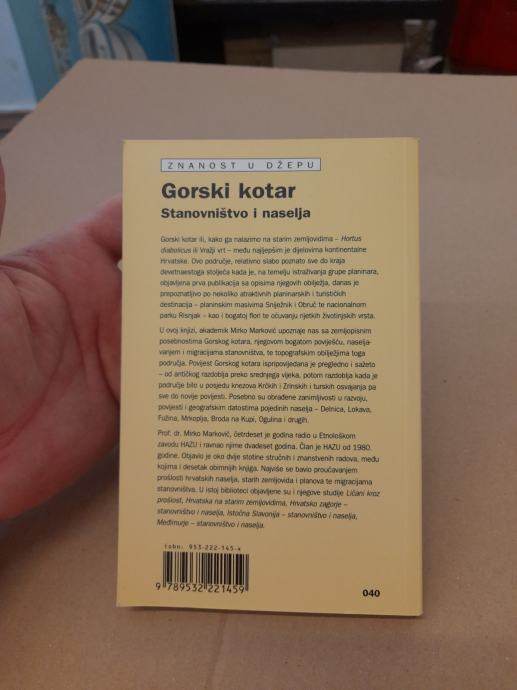 ZNANOST U DŽEPU
Gorski kotar
Stanovništvo i naselja
Gorski kotar ili, kako ga nalazimo na starim zemljovidima – Hortus
diabolicus ili Vražji vrt – među najljepšim je dijelovima kontinentalne
Hrvatske. Ovo područje, relativno slabo poznato sve do kraja
devetnaestoga stoljeća kada je, na temelju istraživanja grupe planinara,
objavljena prva publikacija sa opisima njegovih obilježja, danas je
prepoznatljivo po nekoliko atraktivnih planinarskih i turističkih
destinacija – planinskim masivima Snježnik i Obruč te nacionalnom
parku Risnjak – kao i bogatoj flori te očuvanju rijetkih životinjskih vrsta.
U ovoj knjizi, akademik Mirko Marković upoznaje nas sa zemljopisnim
posebnostima Gorskog kotara, njegovom bogatom poviješću, naselja-
vanjem i migracijama stanovništva, te topografskim obilježjima toga
područja. Povijest Gorskog kotara ispripovijedana je pregledno i sažeto
– od antičkog razdoblja preko srednjega vijeka, potom razdoblja kada je
područje bilo u posjedu knezova Krčkih i Zrinskih i turskih osvajanja pa
sve do novije povijesti. Posebno su obrađene zanimljivosti u razvoju,
povijesti i geografskim datostima pojedinih naselja – Delnica, Lokava,
Fužina, Mrkoplja, Broda na Kupi, Ogulina i drugih.
Prof. dr. Mirko Marković, četrdeset je godina radio u Etnološkom
zavodu HAZU i ravnao njime dvadeset godina. Član je HAZU od 1980.
godine. Objavio je oko dvije stotine stručnih i znanstvenih radova, među
kojima i desetak obimnijih knjiga. Najviše se bavio proučavanjem
prošlosti hrvatskih naselja, starih zemljovida i planova te migracijama
stanovništva. U istoj biblioteci objavljene su i njegove studije Ličani kroz
prošlost, Hrvatska na starim zemljovidima, Hrvatsko zagorje –
stanovništvo i naselja, Istočna Slavonija – stanovništvo i naselja,
Međimurje – stanovništvo i naselja.
isbn: 953-222-145-x
9 789532 221459
040